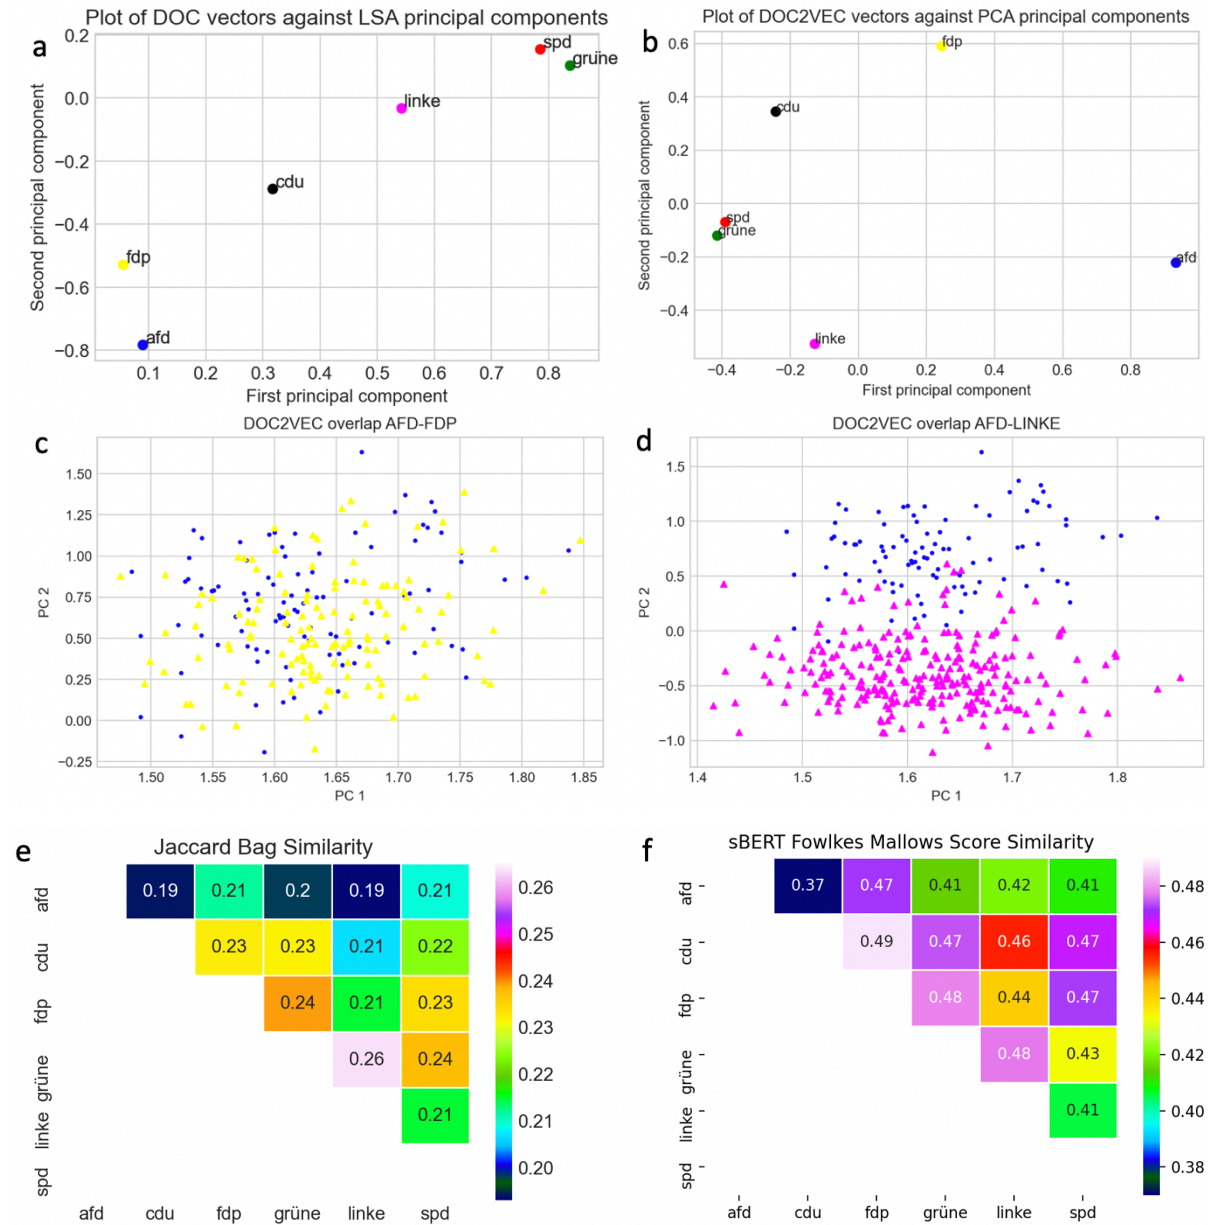 a
Plot of DOC vectors against LSA principal components
0.2
0.0
−0.2
−0.4
−0.6
−0.8
Second principal component
spd
grüne
linke
cdu
fdp
afd
0.1 0.2 0.3 0.4 0.5 0.6 0.7 0.8
First principal component
b
Plot of DOC2VEC vectors against PCA principal components
0.6
0.4
0.2
0.0
−0.2
−0.4
Second principal component
fdp
cdu
spd
grüne
afd
linke
−0.4 −0.2 0.0 0.2 0.4 0.6 0.8
First principal component
c
DOC2VEC overlap AFD-FDP
1.50
1.25
1.00
0.75
0.50
0.25
0.00
−0.25
PC 2
1.50 1.55 1.60 1.65 1.70 1.75 1.80 1.85
PC 1
d
DOC2VEC overlap AFD-LINKE
1.5
1.0
0.5
0.0
−0.5
−1.0
PC 2
1.4 1.5 1.6 1.7 1.8
PC 1
e
Jaccard Bag Similarity
afd 0.19 0.21 0.2 0.19 0.21
cdu 0.23 0.23 0.21 0.22
fdp 0.24 0.21 0.23
grüne 0.26 0.24
linke 0.21
spd
afd cdu fdp grüne linke spd
0.26
0.25
0.24
0.23
0.22
0.21
0.20
f
sBERT Fowlkes Mallows Score Similarity
afd 0.37 0.47 0.41 0.42 0.41
cdu 0.49 0.47 0.46 0.47
fdp 0.48 0.44 0.47
grüne 0.48 0.43
linke 0.41
spd
afd cdu fdp grüne linke spd
0.48
0.46
0.44
0.42
0.40
0.38